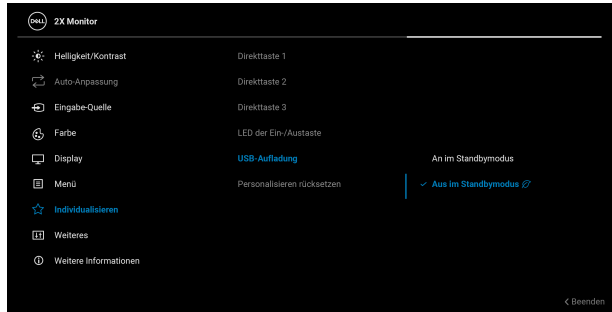 DELL 2X Monitor
Helligkeit/Kontrast Direkttaste 1
Auto-Anpassung Direkttaste 2
Eingabe-Quelle Direkttaste 3
Farbe LED der Ein-/Austaste
Display USB-Aufladung An im Standbymodus
Menü Personalisieren rücksetzen Aus im Standbymodus
Individualisieren
Weiteres
Weitere Informationen
Beenden